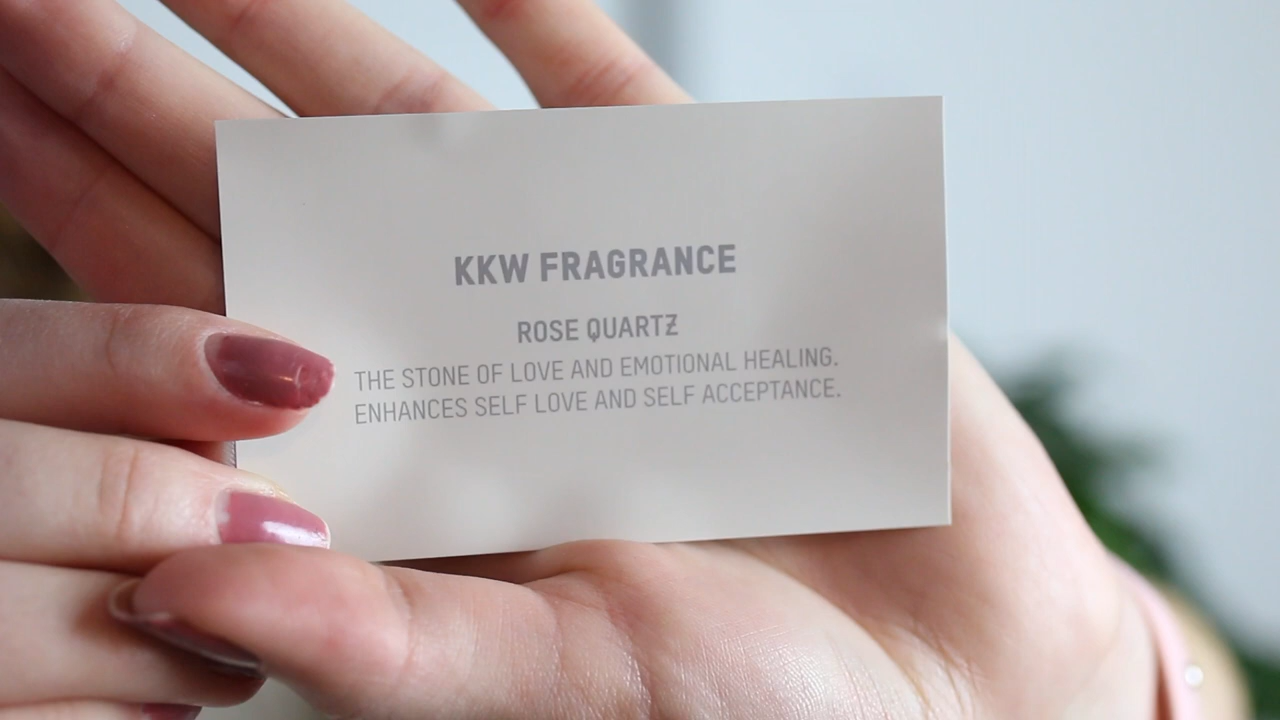 KKW FRAGRANCE
ROSE QUARTZ
THE STONE OF LOVE AND EMOTIONAL HEALING.
ENHANCES SELF LOVE AND SELF ACCEPTANCE.